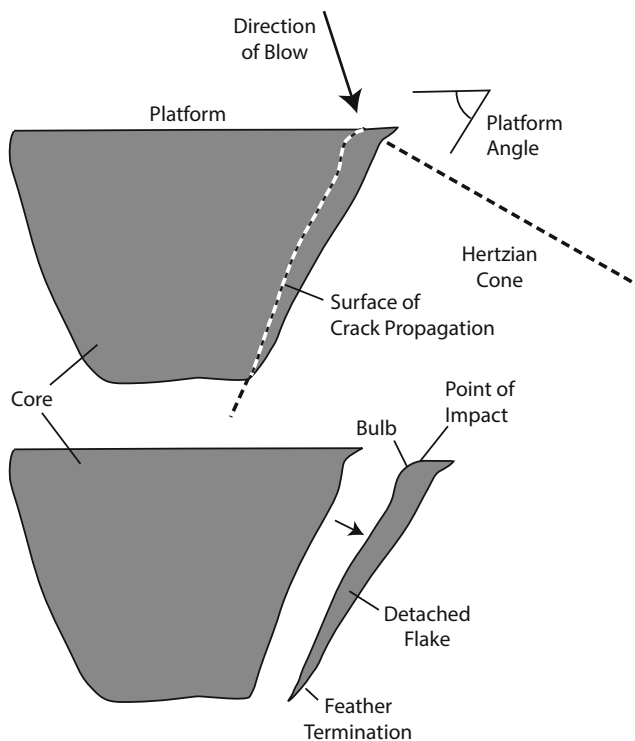 Direction
of Blow
Platform
Platform
Angle
Hertzian
Cone
Surface of
Crack Propagation
Core
Point of
Impact
Bulb
Detached
Flake
Feather
Termination